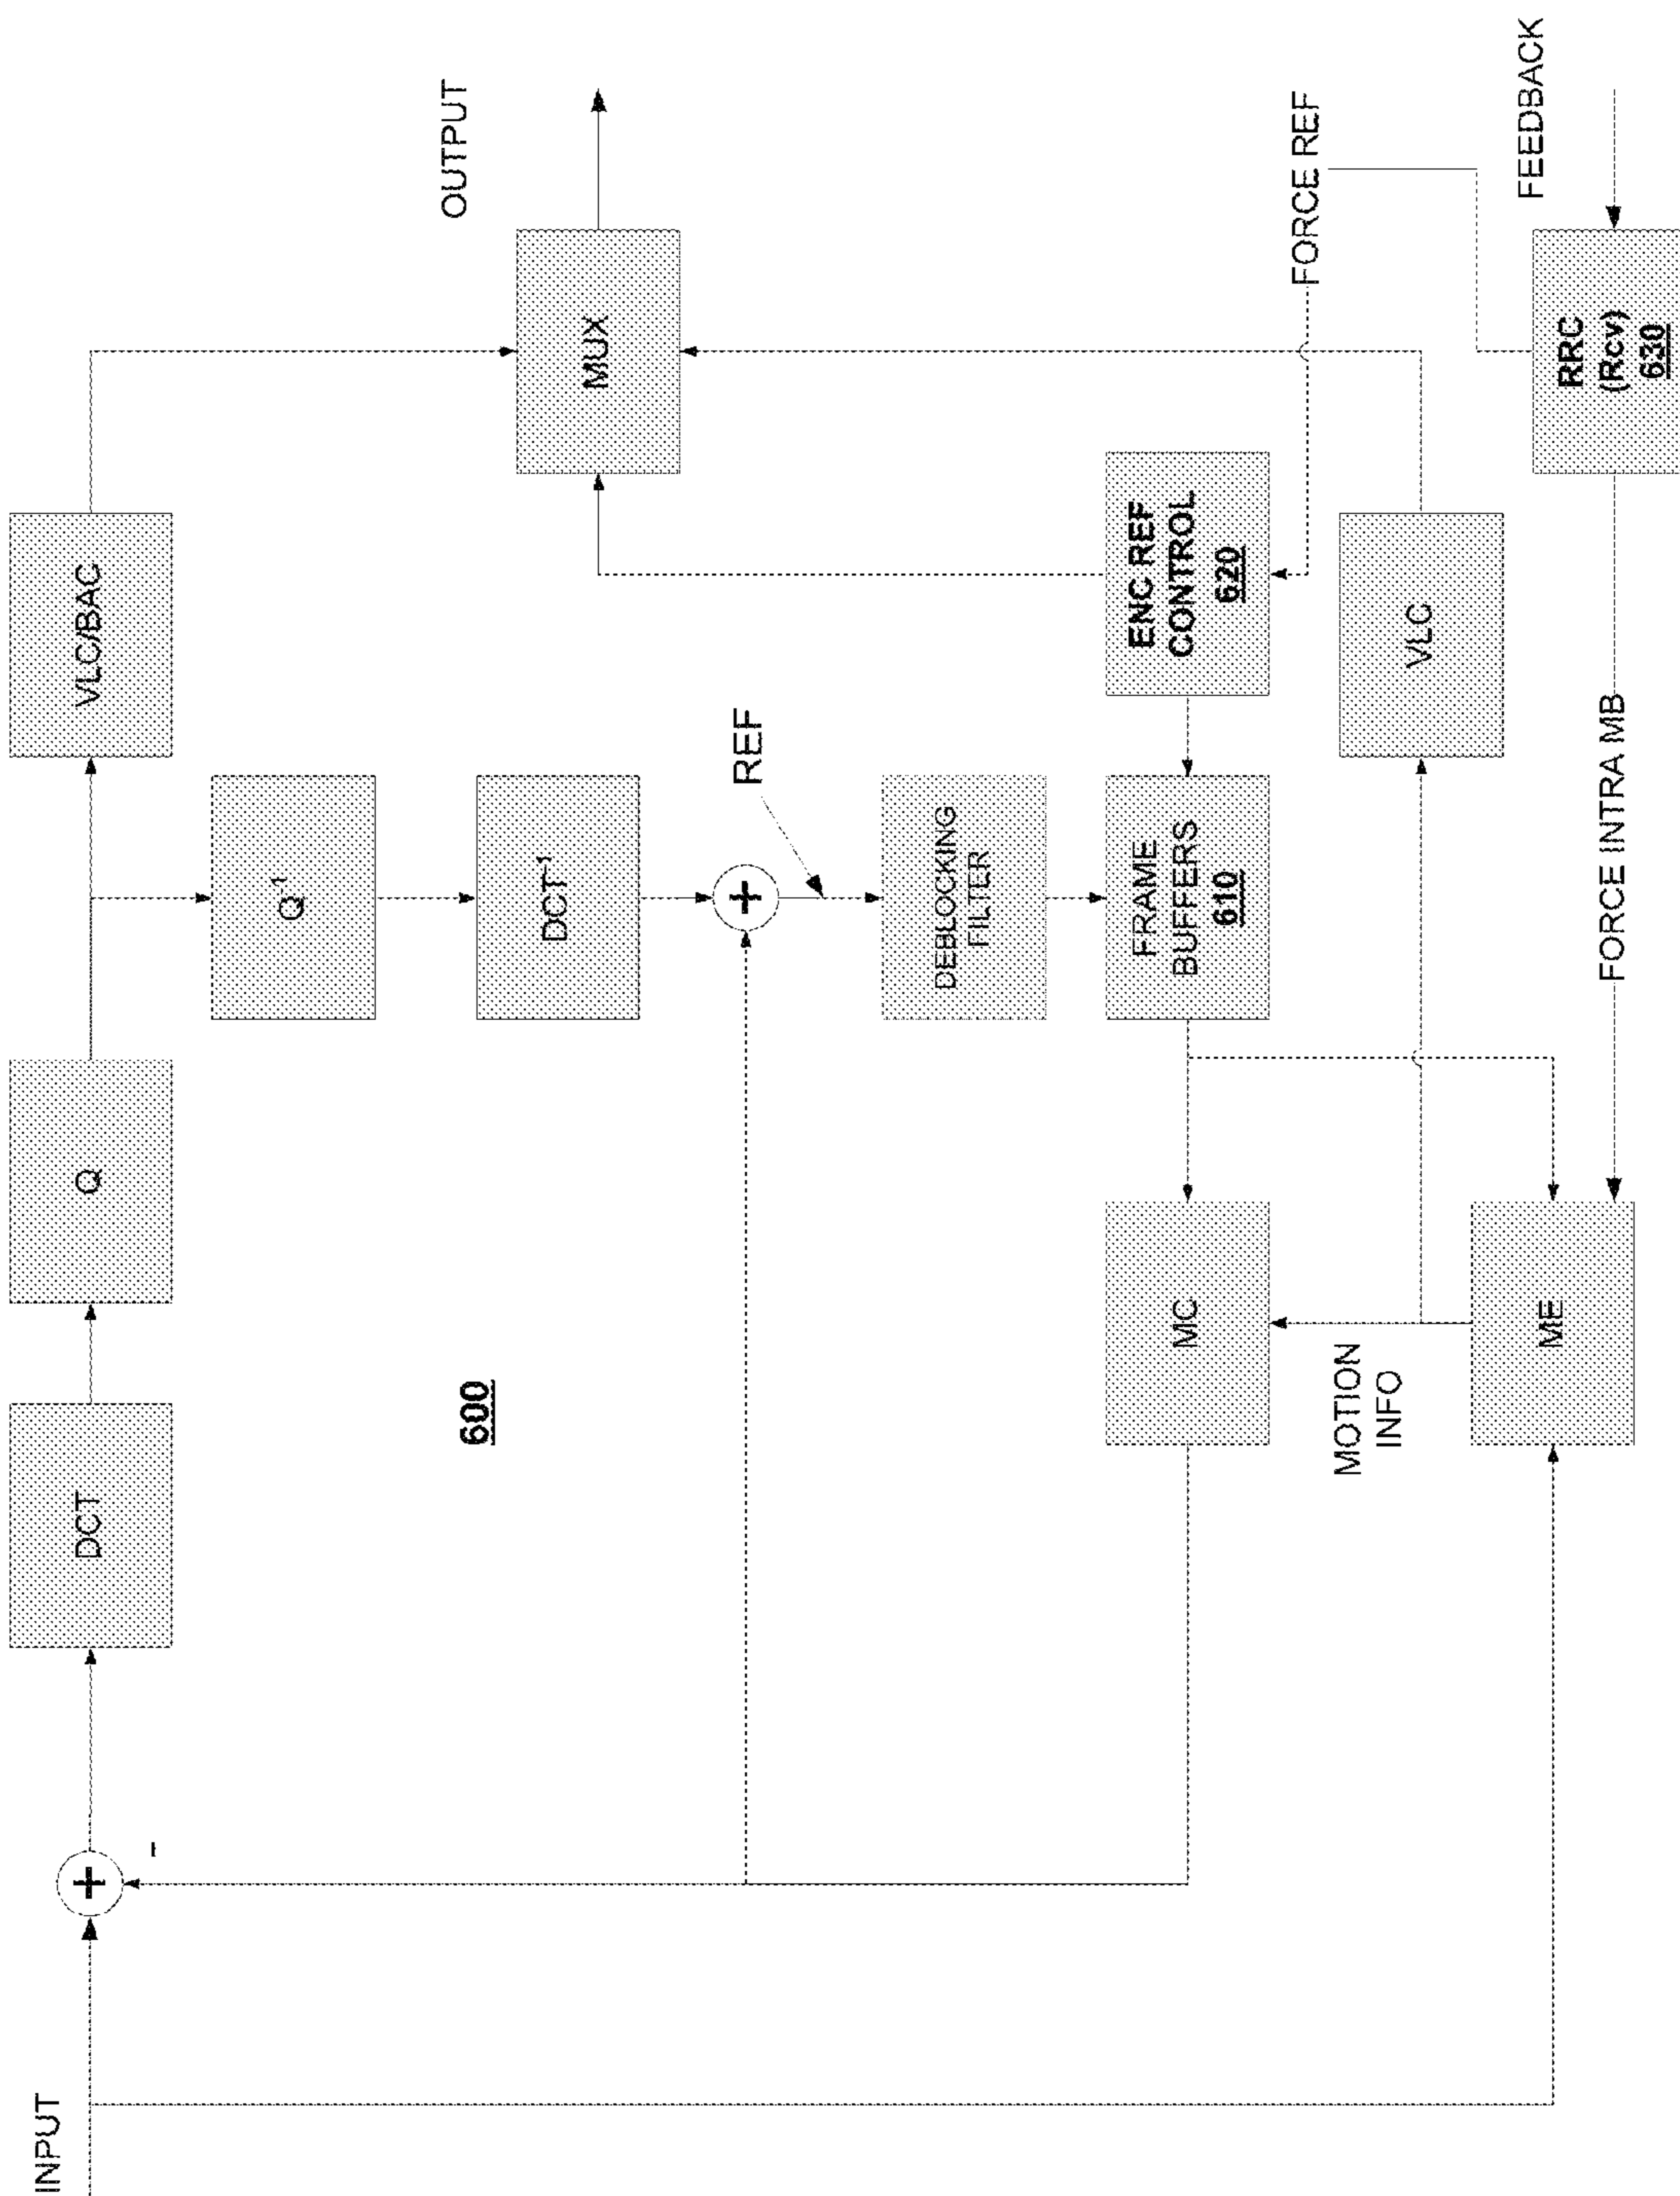 INPUT
+
-
DCT
Q
VLC/BAC
Q-1
DCT-1
+
REF
DEBLOCKING
FILTER
FRAME
BUFFERS
610
600
MUX
OUTPUT
ENC REF
CONTROL
620
FORCE REF
MC
MOTION
INFO
ME
VLC
FORCE INTRA MB
RRC
(Rcv)
630
FEEDBACK